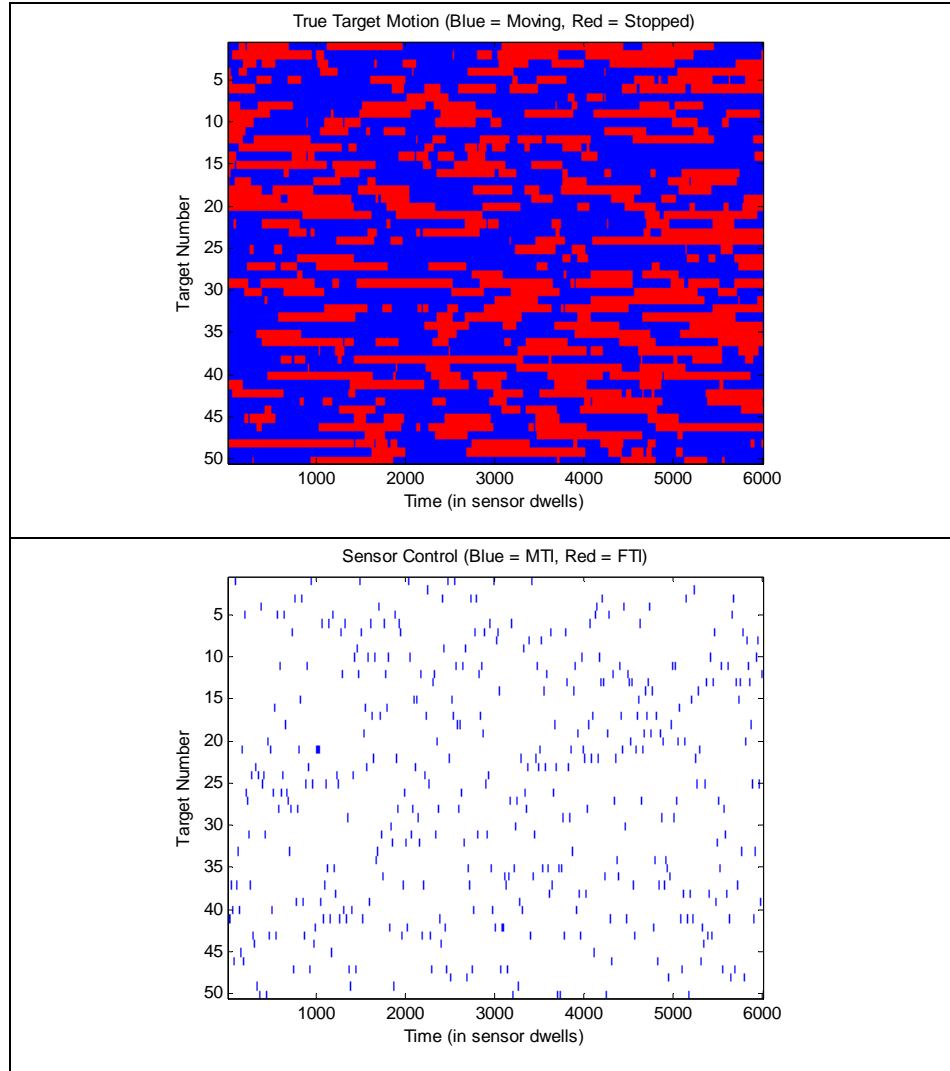 True Target Motion (Blue = Moving, Red = Stopped)
5
10
15
20
25
30
35
40
45
50
Target Number
1000 2000 3000 4000 5000 6000
Time (in sensor dwells)
Sensor Control (Blue = MTI, Red = FTI)
5
10
15
20
25
30
35
40
45
50
Target Number
1000 2000 3000 4000 5000 6000
Time (in sensor dwells)